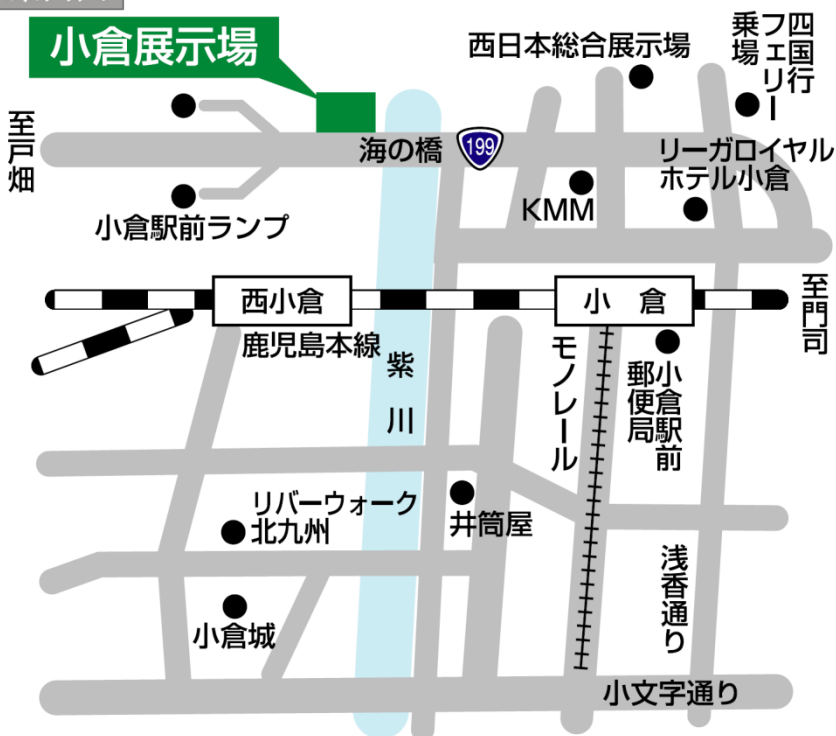 小倉展示場
西日本総合展示場
四国行
フェリー
乗場
至戸畑
海の橋
199
リーガロイヤル
ホテル小倉
KMM
小倉駅前ランプ
西小倉
小倉
至門司
鹿児島本線
紫川
モノレール
小倉駅前
郵便局
リバーウォーク
北九州
井筒屋
浅香通り
小倉城
小文字通り